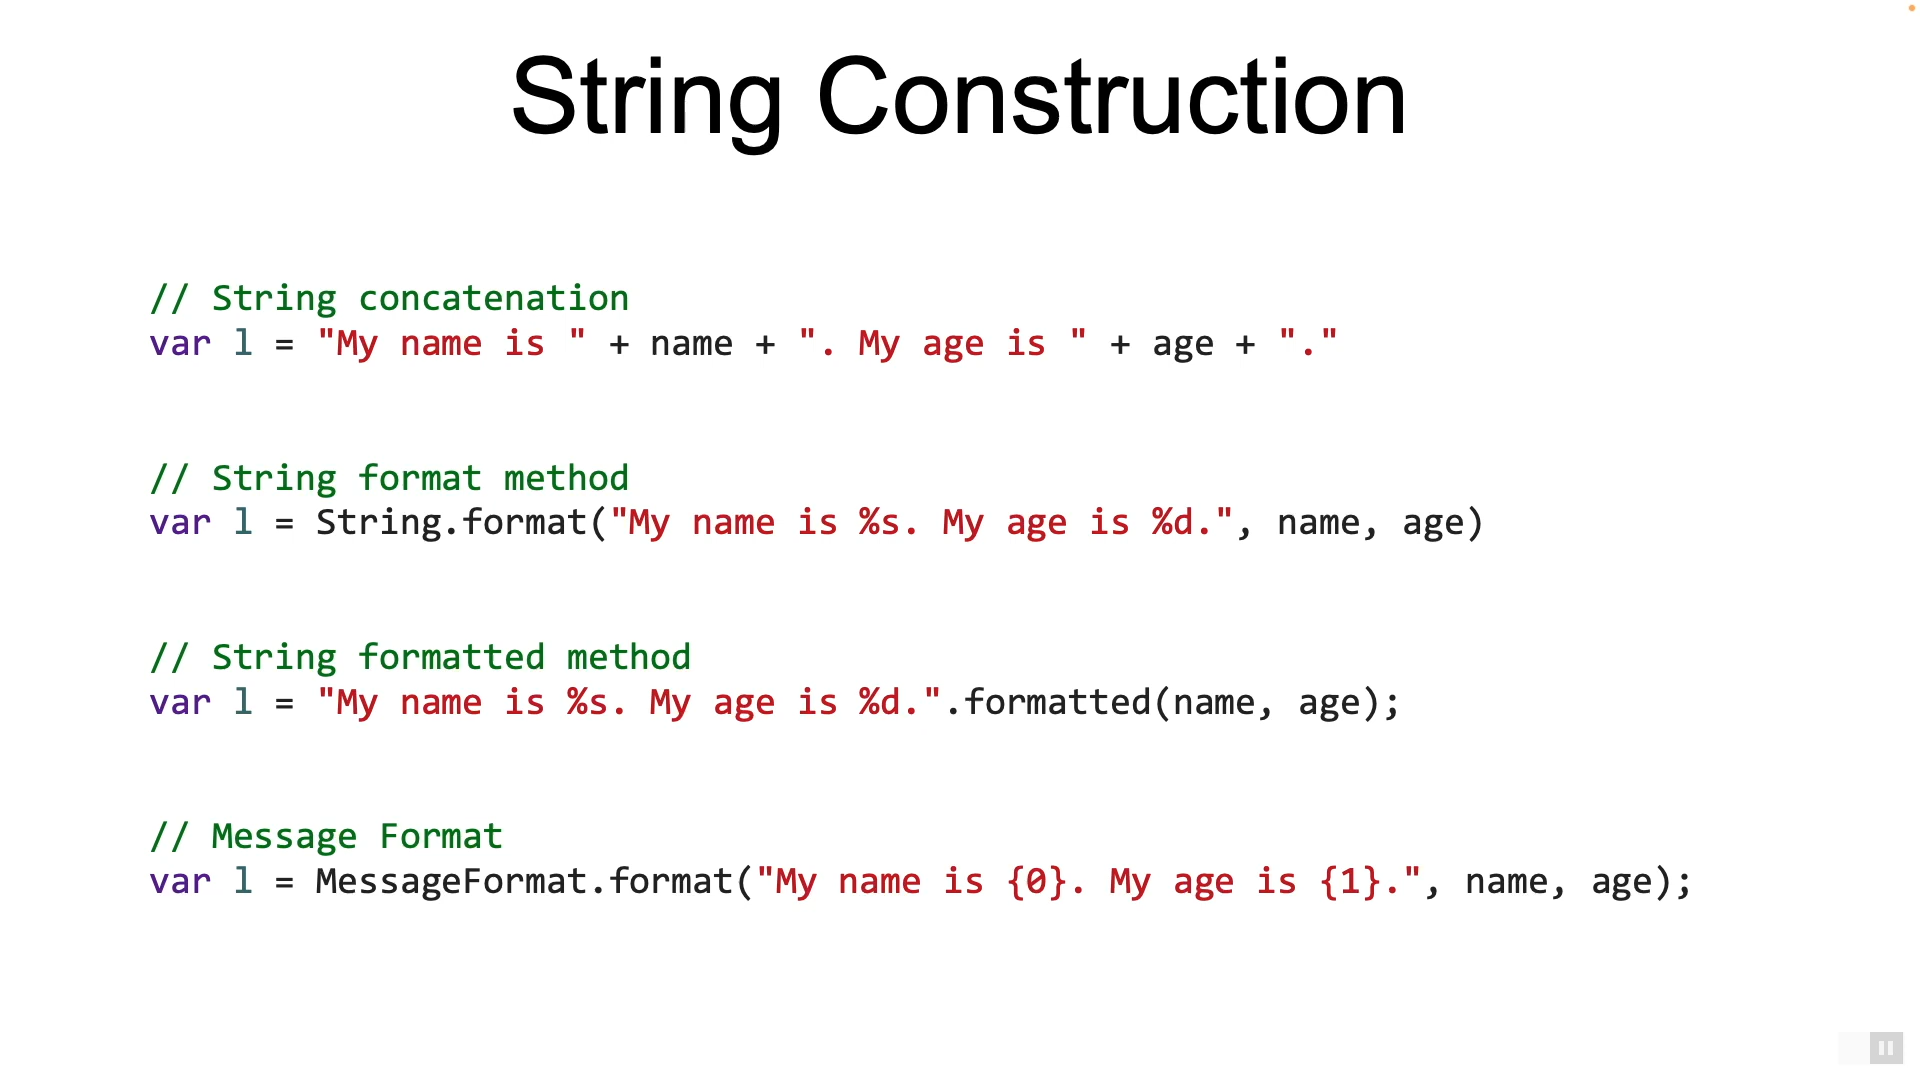 String Construction
// String concatenation
var l = "My name is " + name + ". My age is " + age + "."
// String format method
var l = String.format("My name is %s. My age is %d.", name, age)
// String formatted method
var l = "My name is %s. My age is %d.".formatted(name, age);
// Message Format
var l = MessageFormat.format("My name is {0}. My age is {1}.", name, age);